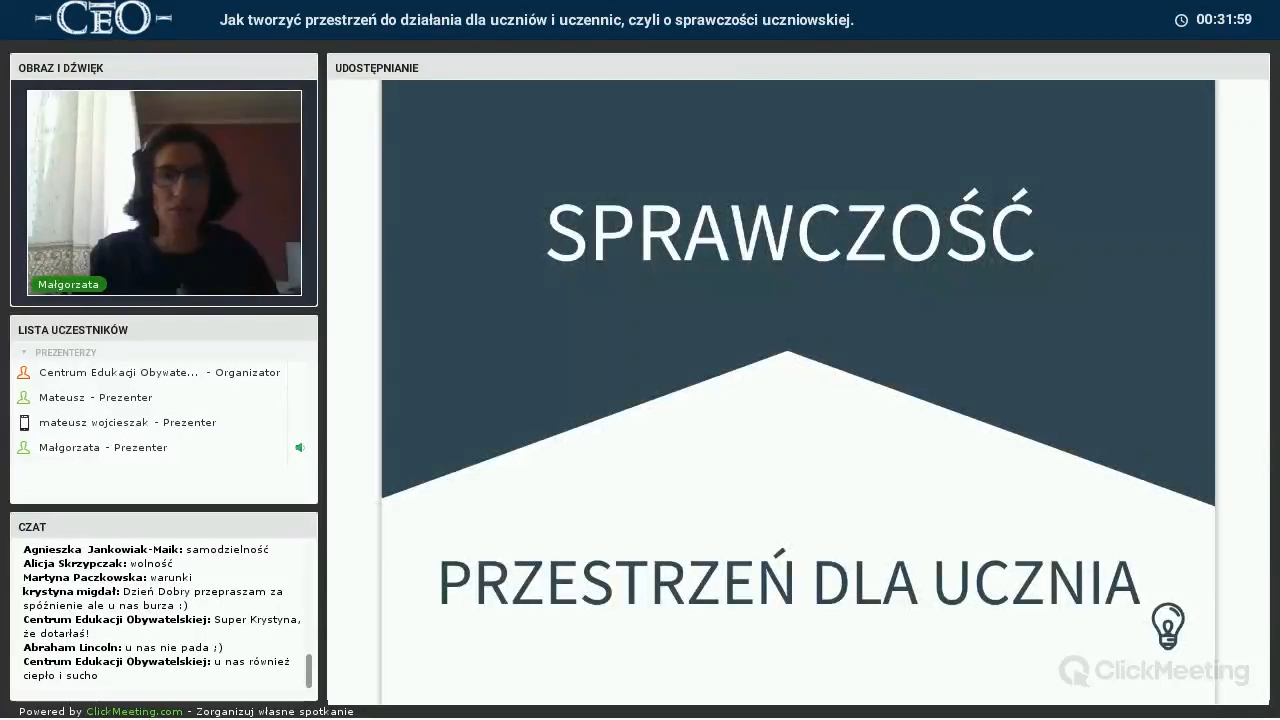 CEO
Jak tworzyć przestrzeń do działania dla uczniów i uczennic, czyli o sprawczości uczniowskiej.
00:31:59
OBRAZ I DŹWIĘK
Małgorzata
LISTA UCZESTNIKÓW
PREZENTERZY
Centrum Edukacji Obywate... - Organizator
Mateusz - Prezenter
mateusz wojcieszak - Prezenter
Małgorzata - Prezenter
CZAT
Agnieszka Jankowiak-Maik: samodzielność
Alicja Skrzypczak: wolność
Martyna Paczkowska: warunki
krystyna migdał: Dzień Dobry przepraszam za
spóźnienie ale u nas burza :)
Centrum Edukacji Obywatelskiej: Super Krystyna,
że dotarłaś!
Abraham Lincoln: u nas nie pada ;)
Centrum Edukacji Obywatelskiej: u nas również
ciepło i sucho
UDOSTĘPNIANIE
SPRAWCZOŚĆ
PRZESTRZEŃ DLA UCZNIA
ClickMeeting
Powered by ClickMeeting.com - Zorganizuj własne spotkanie